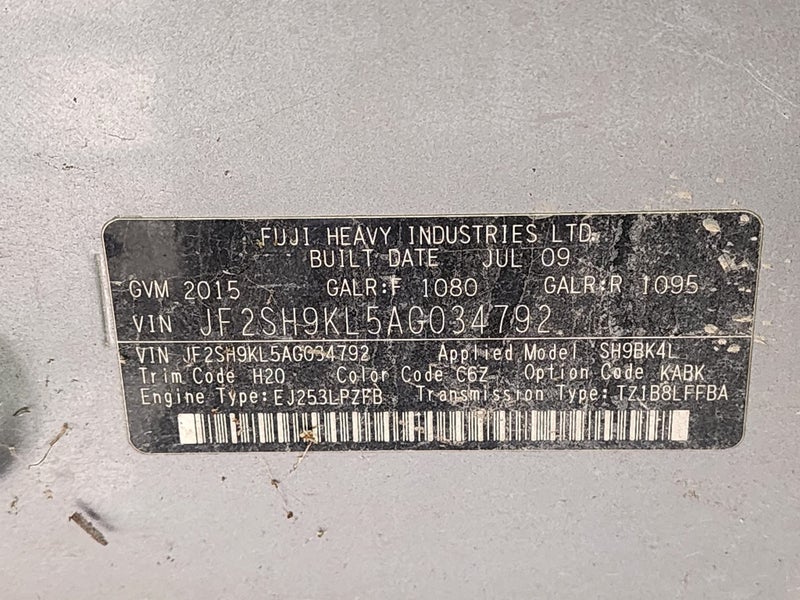 FUJI HEAVY INDUSTRIES LTD.
BUILT DATE JUL 09
GVM 2015 GALR:F 1080 GALR:R 1095
VIN JF2SH9KL5AG034792
VIN JF2SH9KL5AG034792 Applied Model SH9BK4L
Trim Code H20 Color Code C6Z Option Code KABK
Engine Type: EJ253LPZFB Transmission Type: TZ1B8LFFBA